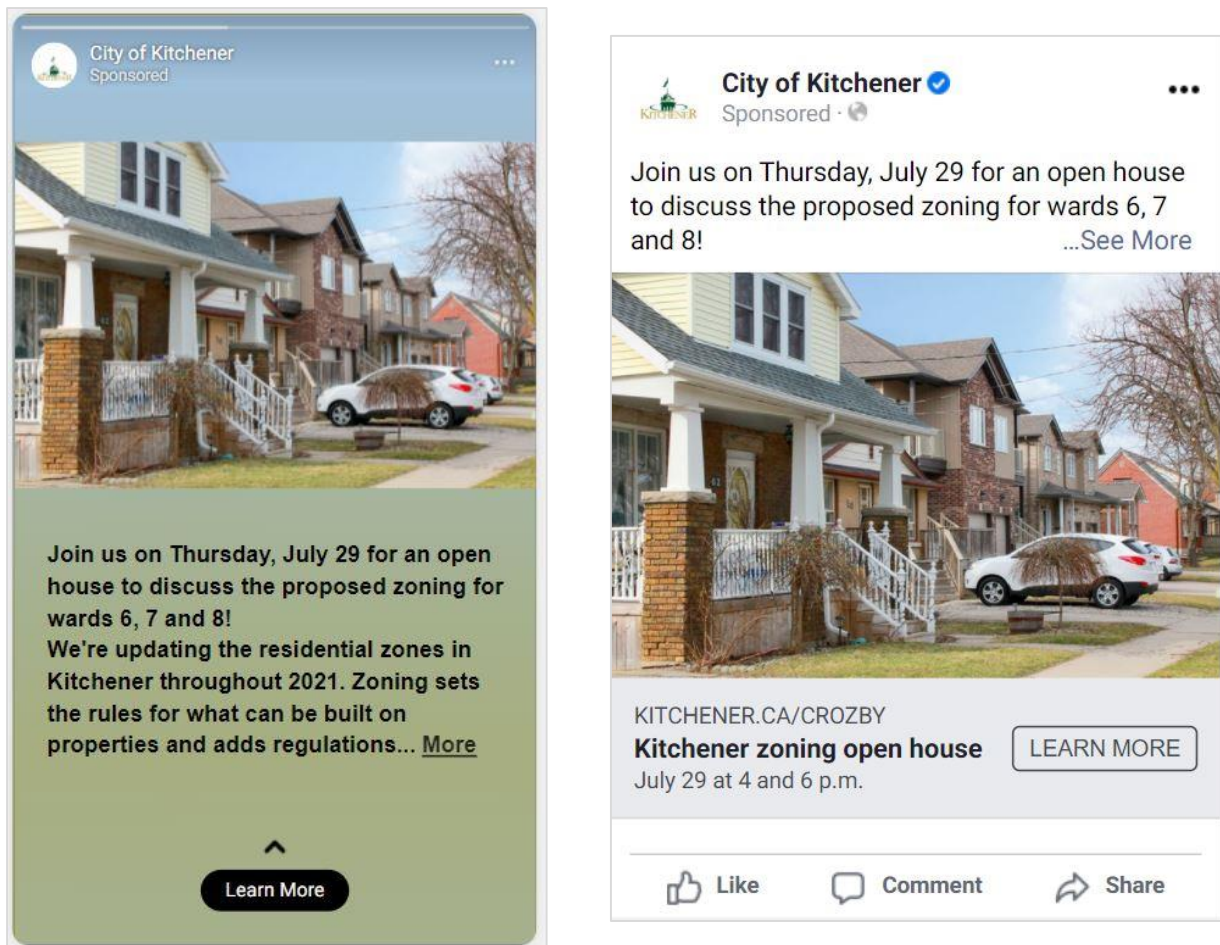 City of Kitchener
Sponsored
Join us on Thursday, July 29 for an open
house to discuss the proposed zoning for
wards 6, 7 and 8!
We're updating the residential zones in
Kitchener throughout 2021. Zoning sets
the rules for what can be built on
properties and adds regulations... More
Learn More
KITCHENER
City of Kitchener
Sponsored ·
Join us on Thursday, July 29 for an open house
to discuss the proposed zoning for wards 6, 7
and 8! ...See More
62
KITCHENER.CA/CROZBY
Kitchener zoning open house
July 29 at 4 and 6 p.m.
LEARN MORE
Like
Comment
Share